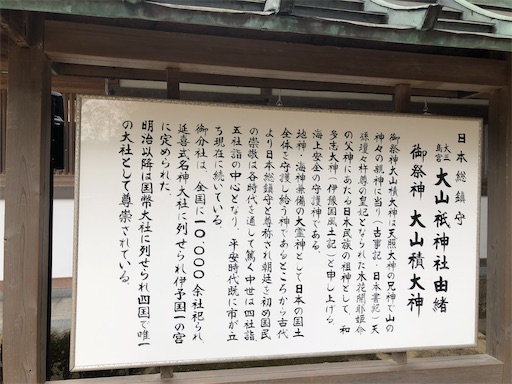 日本総鎮守
大三島宮 大山祇神社由緒
御祭神 大山積大神
御祭神大山積大神は天照大神の兄神で山の
神々の親神に当り(古事記・日本書記)天
孫瓊々杵尊の皇妃となられた木花開耶姫命
の父神にあたる日本民族の祖神として、和
多志大神(伊豫国風土記)と申し上げる
海上安全の守護神である。
地神・海神兼備の大霊神として日本の国土
全体を守護し給う神であるところから古代
より日本総鎮守と尊称され朝廷を初め国民
の崇敬は各時代を通して篤く中世は四社詣
五社詣の中心となり、平安時代既に市が立
ち現在に続いている。
御分社は、全国に一〇、〇〇〇余社祀られ
延喜式名神大社に列せられ伊予国一の宮
に定められた。
明治以降は国幣大社に列せられ四国で唯一
の大社として尊崇されている。